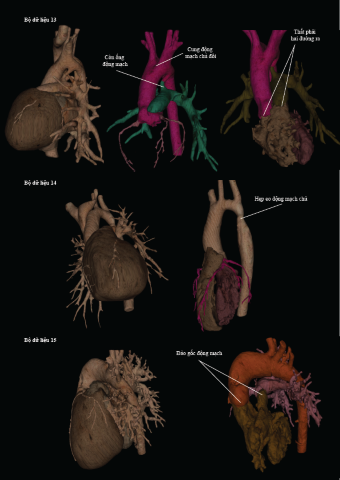 Bộ dữ liệu 13
Còn ống
động mạch
Cung động
mạch chủ đôi
Thất phải
hai đường ra
Bộ dữ liệu 14
Hẹp eo động mạch chủ
Bộ dữ liệu 15
Đảo gốc động mạch